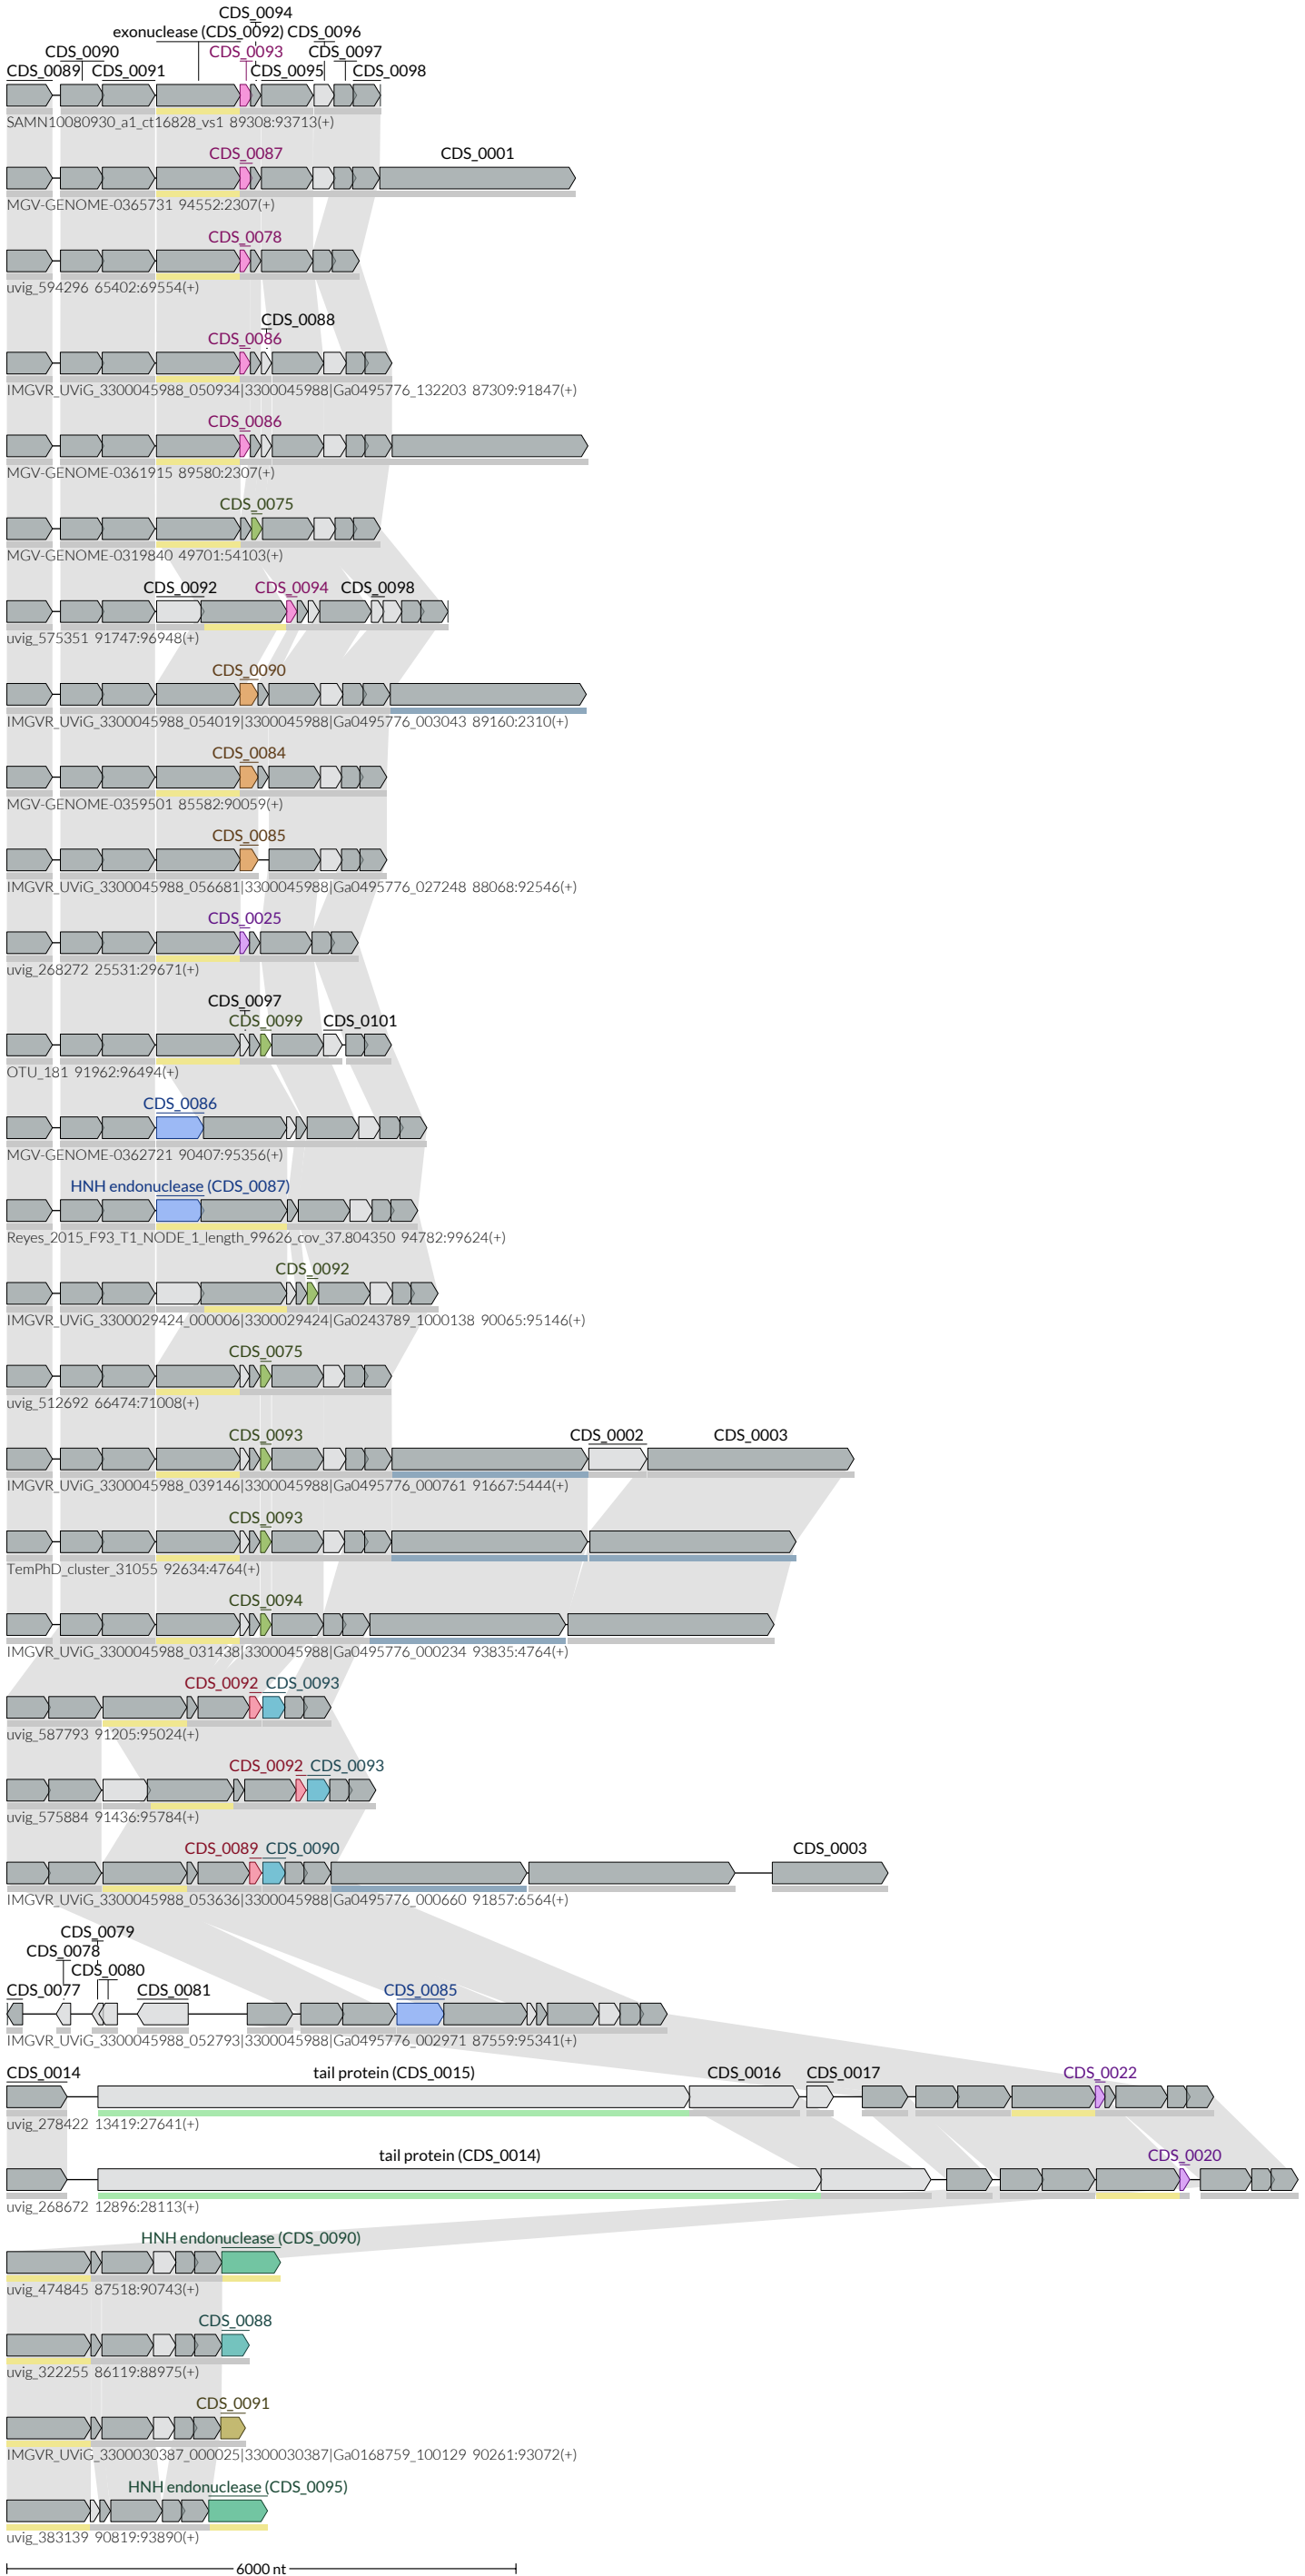 CDS_0094
exonuclease (CDS_0092) CDS_0096
CDS_0090 CDS_0093 CDS_0097
CDS_0089 CDS_0091 CDS_0095 CDS_0098
SAMN10080930_a1_ct16828_vs1 89308:93713(+)
CDS_0087 CDS_0001
MGV-GENOME-0365731 94552:2307(+)
CDS_0078
uvig_594296 65402:69554(+)
CDS_0088
CDS_0086
IMGVR_UViG_3300045988_050934|3300045988|Ga0495776_132203 87309:91847(+)
CDS_0086
MGV-GENOME-0361915 89580:2307(+)
CDS_0075
MGV-GENOME-0319840 49701:54103(+)
CDS_0092 CDS_0094 CDS_0098
uvig_575351 91747:96948(+)
CDS_0090
IMGVR_UViG_3300045988_054019|3300045988|Ga0495776_003043 89160:2310(+)
CDS_0084
MGV-GENOME-0359501 85582:90059(+)
CDS_0085
IMGVR_UViG_3300045988_056681|3300045988|Ga0495776_027248 88068:92546(+)
CDS_0025
uvig_268272 25531:29671(+)
CDS_0097
CDS_0099 CDS_0101
OTU_181 91962:96494(+)
CDS_0086
MGV-GENOME-0362721 90407:95356(+)
HNH endonuclease (CDS_0087)
Reyes_2015_F93_T1_NODE_1_length_99626_cov_37.804350 94782:99624(+)
CDS_0092
IMGVR_UViG_3300029424_000006|3300029424|Ga0243789_1000138 90065:95146(+)
CDS_0075
uvig_512692 66474:71008(+)
CDS_0093 CDS_0002 CDS_0003
IMGVR_UViG_3300045988_039146|3300045988|Ga0495776_000761 91667:5444(+)
CDS_0093
TemPhD_cluster_31055 92634:4764(+)
CDS_0094
IMGVR_UViG_3300045988_031438|3300045988|Ga0495776_000234 93835:4764(+)
CDS_0092 CDS_0093
uvig_587793 91205:95024(+)
CDS_0092 CDS_0093
uvig_575884 91436:95784(+)
CDS_0089 CDS_0090 CDS_0003
IMGVR_UViG_3300045988_053636|3300045988|Ga0495776_000660 91857:6564(+)
CDS_0079
CDS_0078
CDS_0080
CDS_0077 CDS_0081 CDS_0085
IMGVR_UViG_3300045988_052793|3300045988|Ga0495776_002971 87559:95341(+)
CDS_0014 tail protein (CDS_0015) CDS_0016 CDS_0017 CDS_0022
uvig_278422 13419:27641(+)
tail protein (CDS_0014) CDS_0020
uvig_268672 12896:28113(+)
HNH endonuclease (CDS_0090)
uvig_474845 87518:90743(+)
CDS_0088
uvig_322255 86119:88975(+)
CDS_0091
IMGVR_UViG_3300030387_000025|3300030387|Ga0168759_100129 90261:93072(+)
HNH endonuclease (CDS_0095)
uvig_383139 90819:93890(+)
6000 nt